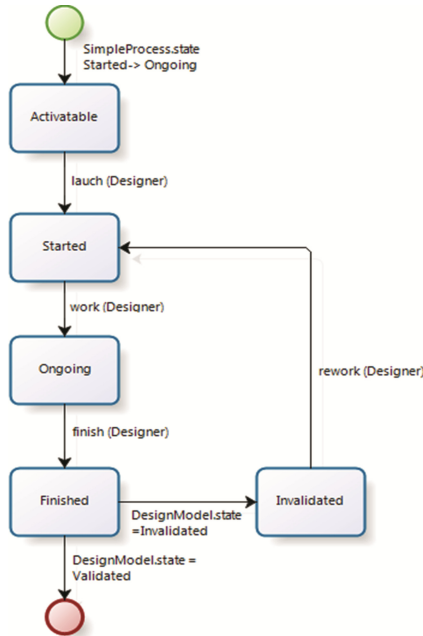 SimpleProcess.state
Started-> Ongoing
Activatable
lauch (Designer)
Started
work (Designer)
Ongoing
rework (Designer)
finish (Designer)
Finished
Invalidated
DesignModel.state
=Invalidated
DesignModel.state =
Validated